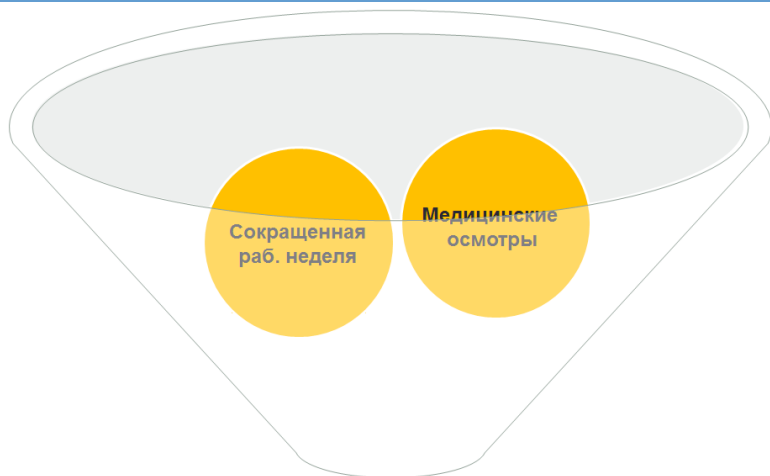 Сокращенная
раб. неделя
Медицинские
осмотры